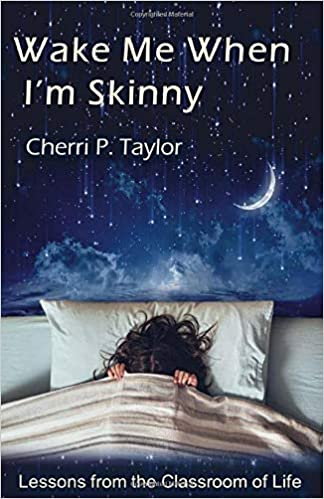 Wake Me When
I'm Skinny
Cherri P. Taylor
Lessons from the Classroom of Life